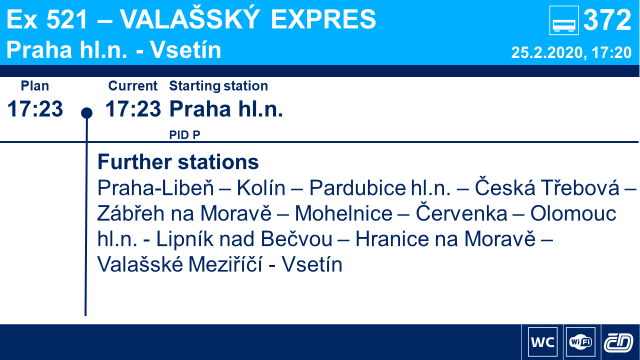 Ex 521 – VALAŠSKÝ EXPRES
372
Praha hl.n. - Vsetín
25.2.2020, 17:20
Plan
Current
Starting station
17:23
17:23
Praha hl.n.
PID P
Further stations
Praha-Libeň – Kolín – Pardubice hl.n. – Česká Třebová –
Zábřeh na Moravě – Mohelnice – Červenka – Olomouc
hl.n. - Lipník nad Bečvou – Hranice na Moravě –
Valašské Meziříčí - Vsetín
WC
WiFi
ČD